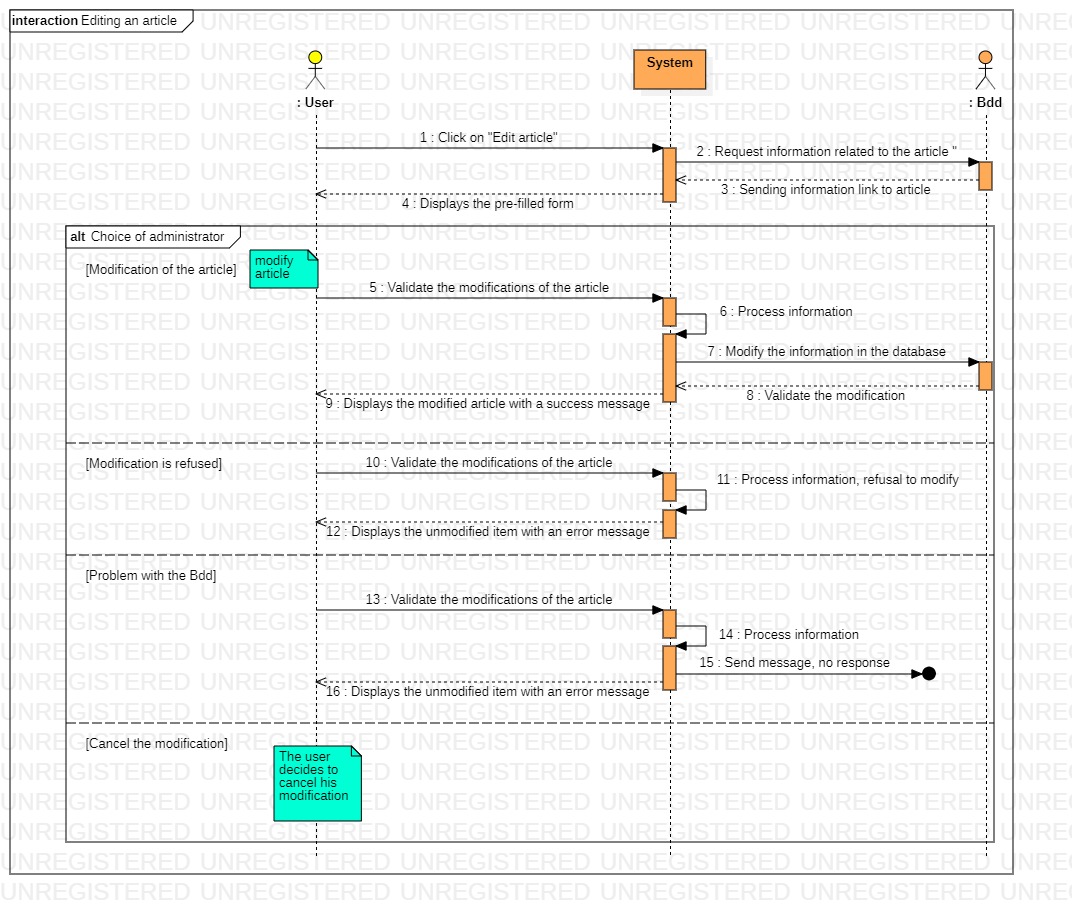 interaction Editing an article
System
: User
: Bdd
1 : Click on "Edit article"
2 : Request information related to the article "
3 : Sending information link to article
4 : Displays the pre-filled form
alt Choice of administrator
[Modification of the article]
modify
article
5 : Validate the modifications of the article
6 : Process information
7 : Modify the information in the database
8 : Validate the modification
9 : Displays the modified article with a success message
[Modification is refused]
10 : Validate the modifications of the article
11 : Process information, refusal to modify
12 : Displays the unmodified item with an error message
[Problem with the Bdd]
13 : Validate the modifications of the article
14 : Process information
15 : Send message, no response
16 : Displays the unmodified item with an error message
[Cancel the modification]
The user
decides to
cancel his
modification
UNREGISTERED